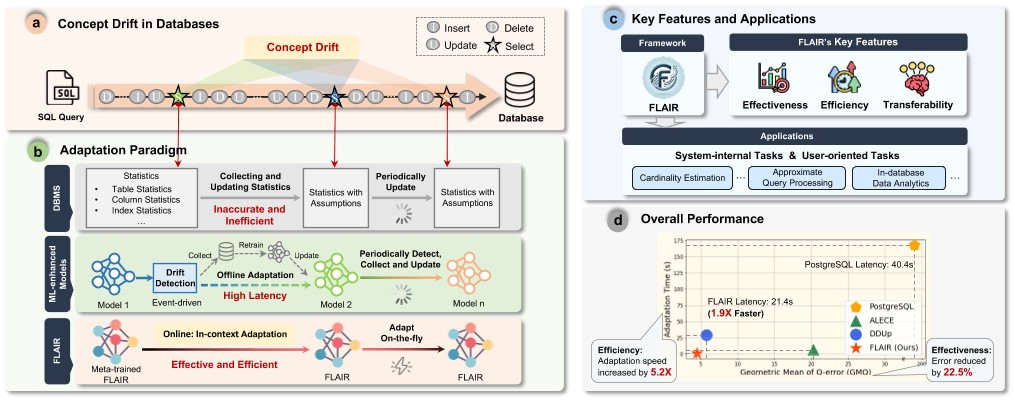 a Concept Drift in Databases
Insert
Delete
Update
Select
Concept Drift
SQL
SQL Query
Database
b Adaptation Paradigm
DBMS
Statistics
• Table Statistics
• Column Statistics
• Index Statistics
...
Collecting and
Updating Statistics
Inaccurate and
Inefficient
Statistics with
Assumptions
Periodically
Update
Statistics with
Assumptions
ML-enhanced
Models
Model 1
Drift
Detection
Event-driven
Collect
Retrain
Update
Offline Adaptation
High Latency
Model 2
Periodically Detect,
Collect and Update
Model n
FLAIR
Meta-trained
FLAIR
Online: In-context Adaptation
Effective and Efficient
FLAIR
Adapt
On-the-fly
FLAIR
c Key Features and Applications
Framework
FLAIR
FLAIR's Key Features
Effectiveness
Efficiency
Transferability
Applications
System-internal Tasks & User-oriented Tasks
Cardinality Estimation
...
Approximate
Query Processing
In-database
Data Analytics
...
d Overall Performance
Adaptation Time (s)
175
150
125
100
75
50
25
0
PostgreSQL Latency: 40.4s
FLAIR Latency: 21.4s
(1.9X Faster)
PostgreSQL
ALECE
DDUp
FLAIR (Ours)
5
10
15
20
25
30
Geometric Mean of Q-error (GMQ)
Efficiency:
Adaptation speed
increased by 5.2X
Effectiveness:
Error reduced
by 22.5%